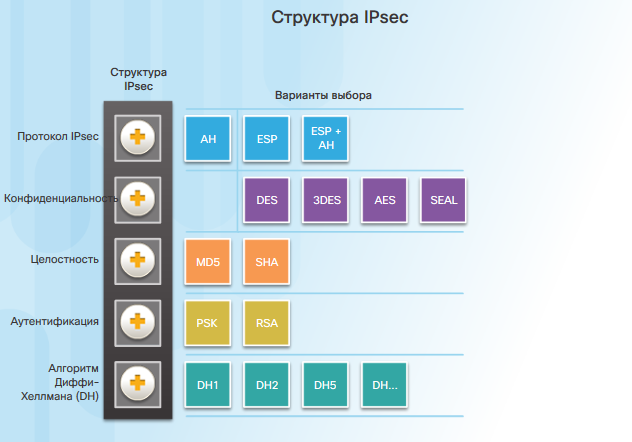 Структура IPsec
Структура
IPsec
Варианты выбора
Протокол IPsec
AH
ESP
ESP +
AH
Конфиденциальность
DES
3DES
AES
SEAL
Целостность
MD5
SHA
Аутентификация
PSK
RSA
Алгоритм
Диффи-
Хеллмана (DH)
DH1
DH2
DH5
DH...